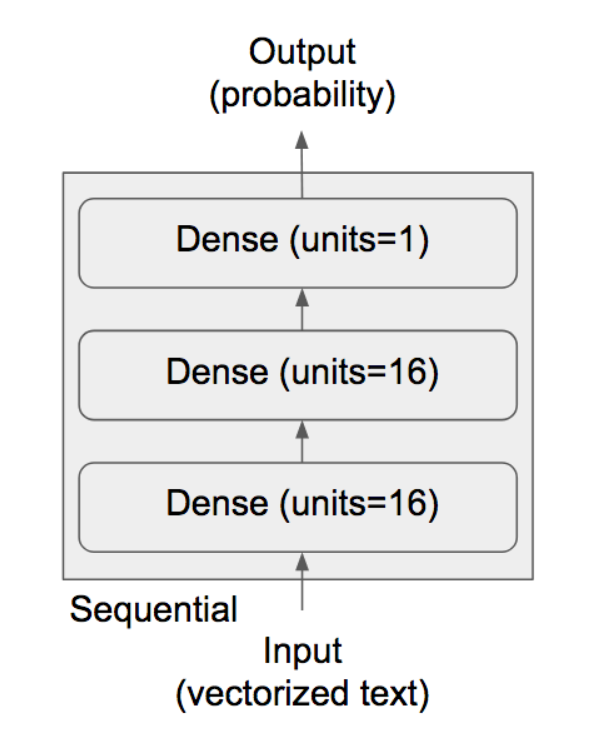 Output
(probability)
Dense (units=1)
Dense (units=16)
Dense (units=16)
Sequential
Input
(vectorized text)